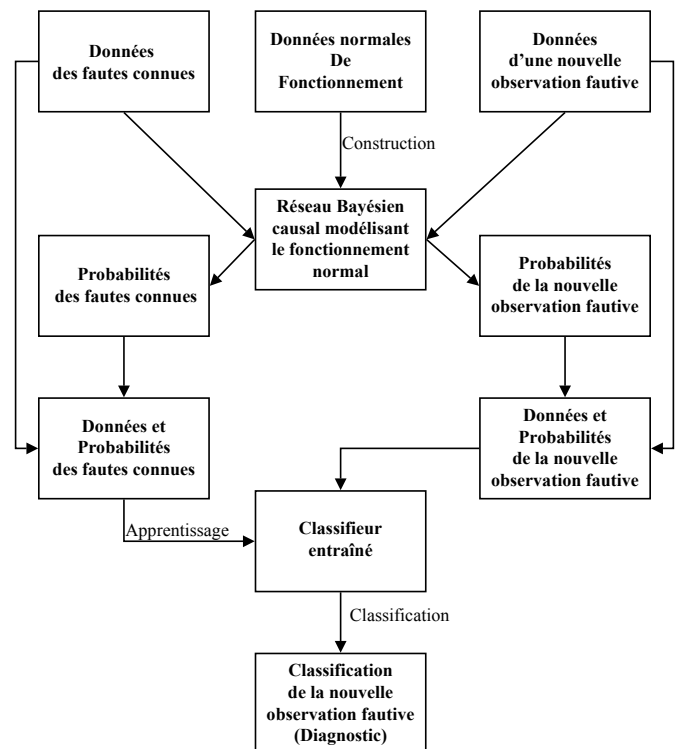 Données
des fautes connues
Données normales
De
Fonctionnement
Données
d'une nouvelle
observation fautive
Construction
Réseau Bayésien
causal modélisant
le fonctionnement
normal
Probabilités
des fautes connues
Probabilités
de la nouvelle
observation fautive
Données et
Probabilités
des fautes connues
Données et
Probabilités
de la nouvelle
observation fautive
Apprentissage
Classifieur
entraîné
Classification
Classification
de la nouvelle
observation fautive
(Diagnostic)